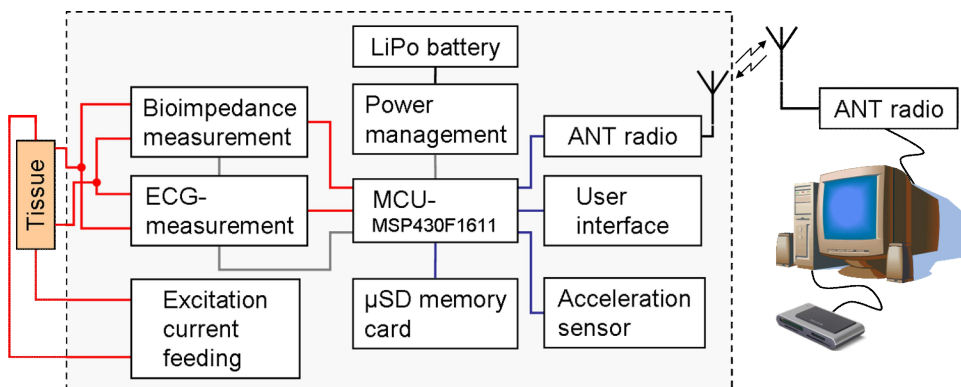 LiPo battery
Bioimpedance
measurement
Power
management
ANT radio
ANT radio
Tissue
ECG-
measurement
MCU-
MSP430F1611
User
interface
Excitation
current
feeding
µSD memory
card
Acceleration
sensor